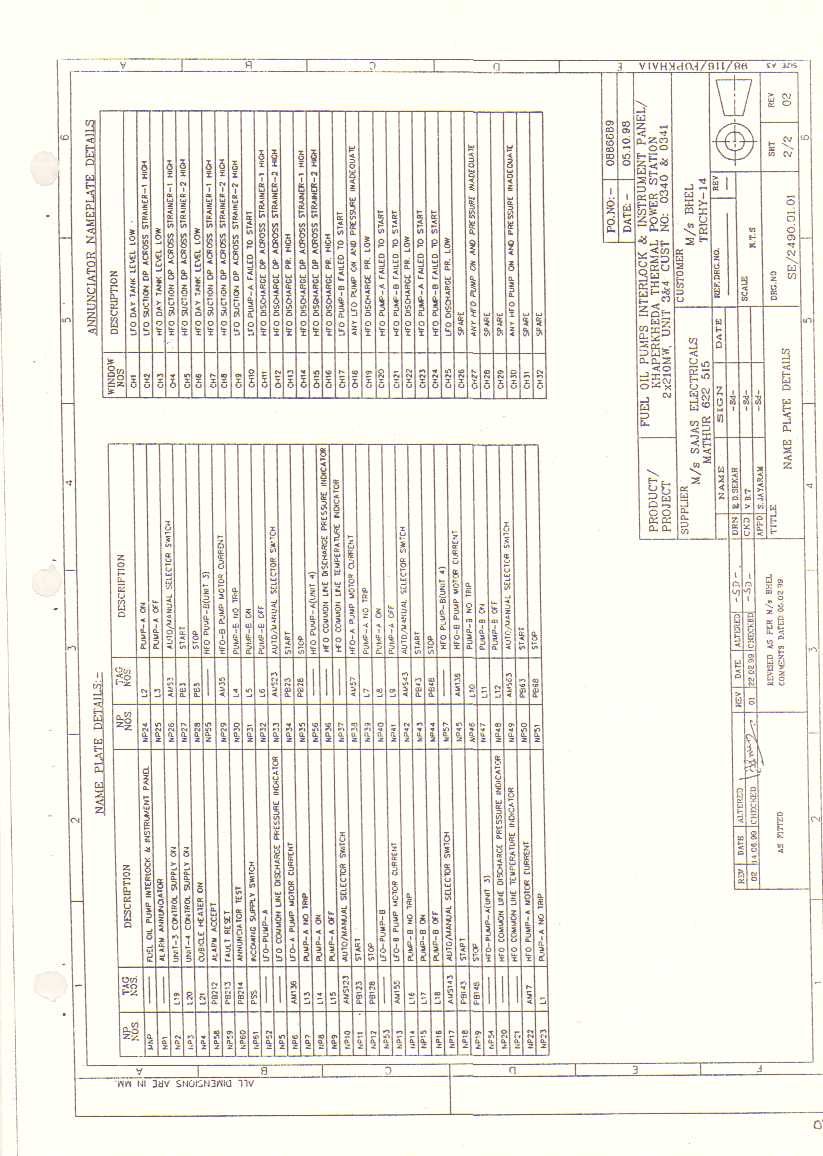 ALL DIMENSIONS ARE IN MM.
NAME PLATE DETAILS:-
NP NOS TAG NOS. DESCRIPTION
MNP —— FUEL OIL PUMP INTERLOCK & INSTRUMENT PANEL
NP1 —— ALARM ANNUNCIATOR
NP2 L19 UNIT-3 CONTROL SUPPLY ON
NP3 L20 UNIT-4 CONTROL SUPPLY ON
NP4 L21 CUBICLE HEATER ON
NP58 PB212 ALARM ACCEPT
NP59 PB213 FAULT RESET
NP60 PB214 ANNUNCIATOR TEST
NP61 PSS INCOMING SUPPLY SWITCH
NP52 —— LFO-PUMP-A
NP5 —— LFO COMMON LINE DISCHARGE PRESSURE INDICATOR
NP6 AM136 LFO-A PUMP MOTOR CURRENT
NP7 L13 PUMP-A NO TRIP
NP8 L14 PUMP-A ON
NP9 L15 PUMP-A OFF
NP10 AMS123 AUTO/MANUAL SELECTOR SWITCH
NP11 PB123 START
NP12 PB128 STOP
NP53 —— LFO-PUMP-B
NP13 AM155 LFO-B PUMP MOTOR CURRENT
NP14 L16 PUMP-B NO TRIP
NP15 L17 PUMP-B ON
NP16 L18 PUMP-B OFF
NP17 AMS143 AUTO/MANUAL SELECTOR SWITCH
NP18 PB143 START
NP19 PB148 STOP
NP54 —— HFO-PUMP-A(UNIT 3)
NP20 —— HFO COMMON LINE DISCHARGE PRESSURE INDICATOR
NP21 —— HFO COMMON LINE TEMPERATURE INDICATOR
NP22 AM17 HFO PUMP-A MOTOR CURRENT
NP23 L1 PUMP-A NO TRIP
NP NOS TAG NOS. DESCRIPTION
NP24 L2 PUMP-A ON
NP25 L3 PUMP-A OFF
NP26 AMS3 AUTO/MANUAL SELECTOR SWITCH
NP27 PB3 START
NP28 PB8 STOP
NP55 —— HFO PUMP-B(UNIT 3)
NP29 AM35 HFO-B PUMP MOTOR CURRENT
NP30 L4 PUMP-B NO TRIP
NP31 L5 PUMP-B ON
NP32 L6 PUMP-B OFF
NP33 AMS23 AUTO/MANUAL SELECTOR SWITCH
NP34 PB23 START
NP35 PB28 STOP
NP56 —— HFO PUMP-A(UNIT 4)
NP36 —— HFO COMMON LINE DISCHARGE PRESSURE INDICATOR
NP37 —— HFO COMMON LINE TEMPERATURE INDICATOR
NP38 AM57 HFO-A PUMP MOTOR CURRENT
NP39 L7 PUMP-A NO TRIP
NP40 L8 PUMP-A ON
NP41 L9 PUMP-A OFF
NP42 AMS43 AUTO/MANUAL SELECTOR SWITCH
NP43 PB43 START
NP44 PB48 STOP
NP57 —— HFO PUMP-B(UNIT 4)
NP45 HFO-B PUMP MOTOR CURRENT
NP46 L10 PUMP-B NO TRIP
NP47 L11 PUMP-B ON
NP48 L12 PUMP-B OFF
NP49 AUTO/MANUAL SELECTOR SWITCH
NP50 PB63 START
NP51 PB68 STOP
ANNUNCIATOR NAMEPLATE DETAILS
WINDOW NOS DESCRIPTION
CH1 LFO DAY TANK LEVEL LOW
CH2 LFO SUCTION DP ACROSS STRAINER-1 HIGH
CH3 HFO DAY TANK LEVEL LOW
CH4 HFO SUCTION DP ACROSS STRAINER-1 HIGH
CH5 HFO SUCTION DP ACROSS STRAINER-2 HIGH
CH6 HFO DAY TANK LEVEL LOW
CH7 HFO SUCTION DP ACROSS STRAINER-1 HIGH
CH8 HFO SUCTION DP ACROSS STRAINER-2 HIGH
CH9 LFO SUCTION DP ACROSS STRAINER-2 HIGH
CH10 LFO PUMP-A FAILED TO START
CH11 HFO DISCHARGE DP ACROSS STRAINER-1 HIGH
CH12 HFO DISCHARGE DP ACROSS STRAINER-2 HIGH
CH13 HFO DISCHARGE PR. HIGH
CH14 HFO DISCHARGE DP ACROSS STRAINER-1 HIGH
CH15 HFO DISCHARGE DP ACROSS STRAINER-2 HIGH
CH16 HFO DISCHARGE PR. HIGH
CH17 LFO PUMP-B FAILED TO START
CH18 ANY LFO PUMP ON AND PRESSURE INADEQUATE
CH19 HFO DISCHARGE PR. LOW
CH20 HFO PUMP-A FAILED TO START
CH21 HFO PUMP-B FAILED TO START
CH22 HFO DISCHARGE PR. LOW
CH23 HFO PUMP-A FAILED TO START
CH24 HFO PUMP-B FAILED TO START
CH25 LFO DISCHARGE PR. LOW
CH26 SPARE
CH27 ANY HFO PUMP ON AND PRESSURE INADEQUATE
CH28 SPARE
CH29 SPARE
CH30 ANY HFO PUMP ON AND PRESSURE INADEQUATE
CH31 SPARE
CH32 SPARE
PO.NO:- 0886689
DATE:- 05.10.98
PRODUCT/ PROJECT
FUEL OIL PUMPS INTERLOCK & INSTRUMENT PANEL/
KHAPERKHEDA THERMAL POWER STATION
2x210MW, UNIT 3&4 CUST NO: 0340 & 0341
SUPPLIER
M/s SAJAS ELECTRICALS
MATHUR 622 515
CUSTOMER
M/s BHEL
TRICHY-14
NAME SIGN DATE
DRN R.D.SEKAR -Sd-
CKD V.B.T -Sd-
APPD S.JAYARAM -Sd-
REF.DRG.NO. —— REV ——
SCALE N.T.S
TITLE
NAME PLATE DETAILS
DRG.NO
SE/2490.01.01
SHT 2/2
REV 02
REV DATE ALTERED
02 14.06.99 CHECKED
AS FITTED
REV DATE ALTERED -SD-
01 22.02.99 CHECKED -SD-
REVISED AS PER M/s BHEL
COMMENTS DATED 06.02.99.
98/116/FOPKPAIA
SIZE A3
A B C D E F
1 2 3 4 5 6